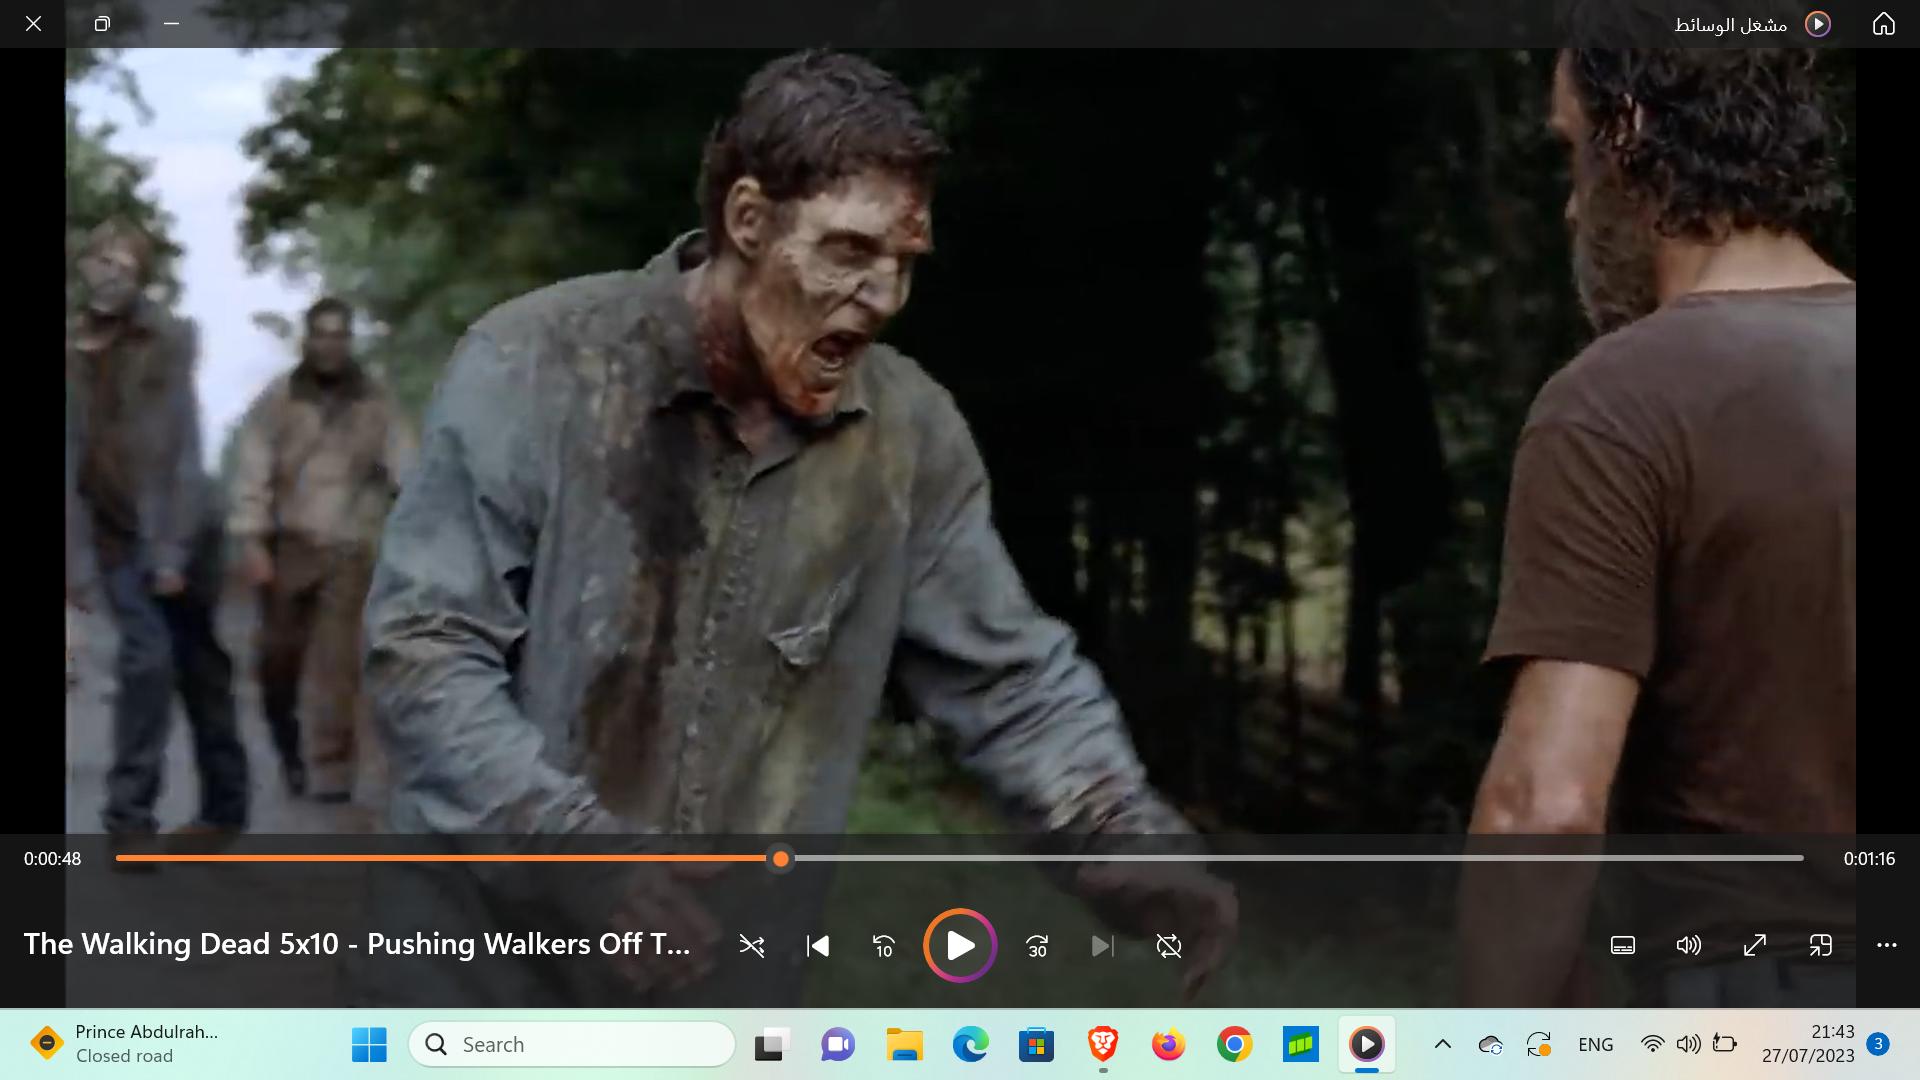 مشغل الوسائط
0:00:48
0:01:16
The Walking Dead 5x10 - Pushing Walkers Off T...
10
30
Prince Abdulrah...
Closed road
Search
ENG
21:43
27/07/2023
3